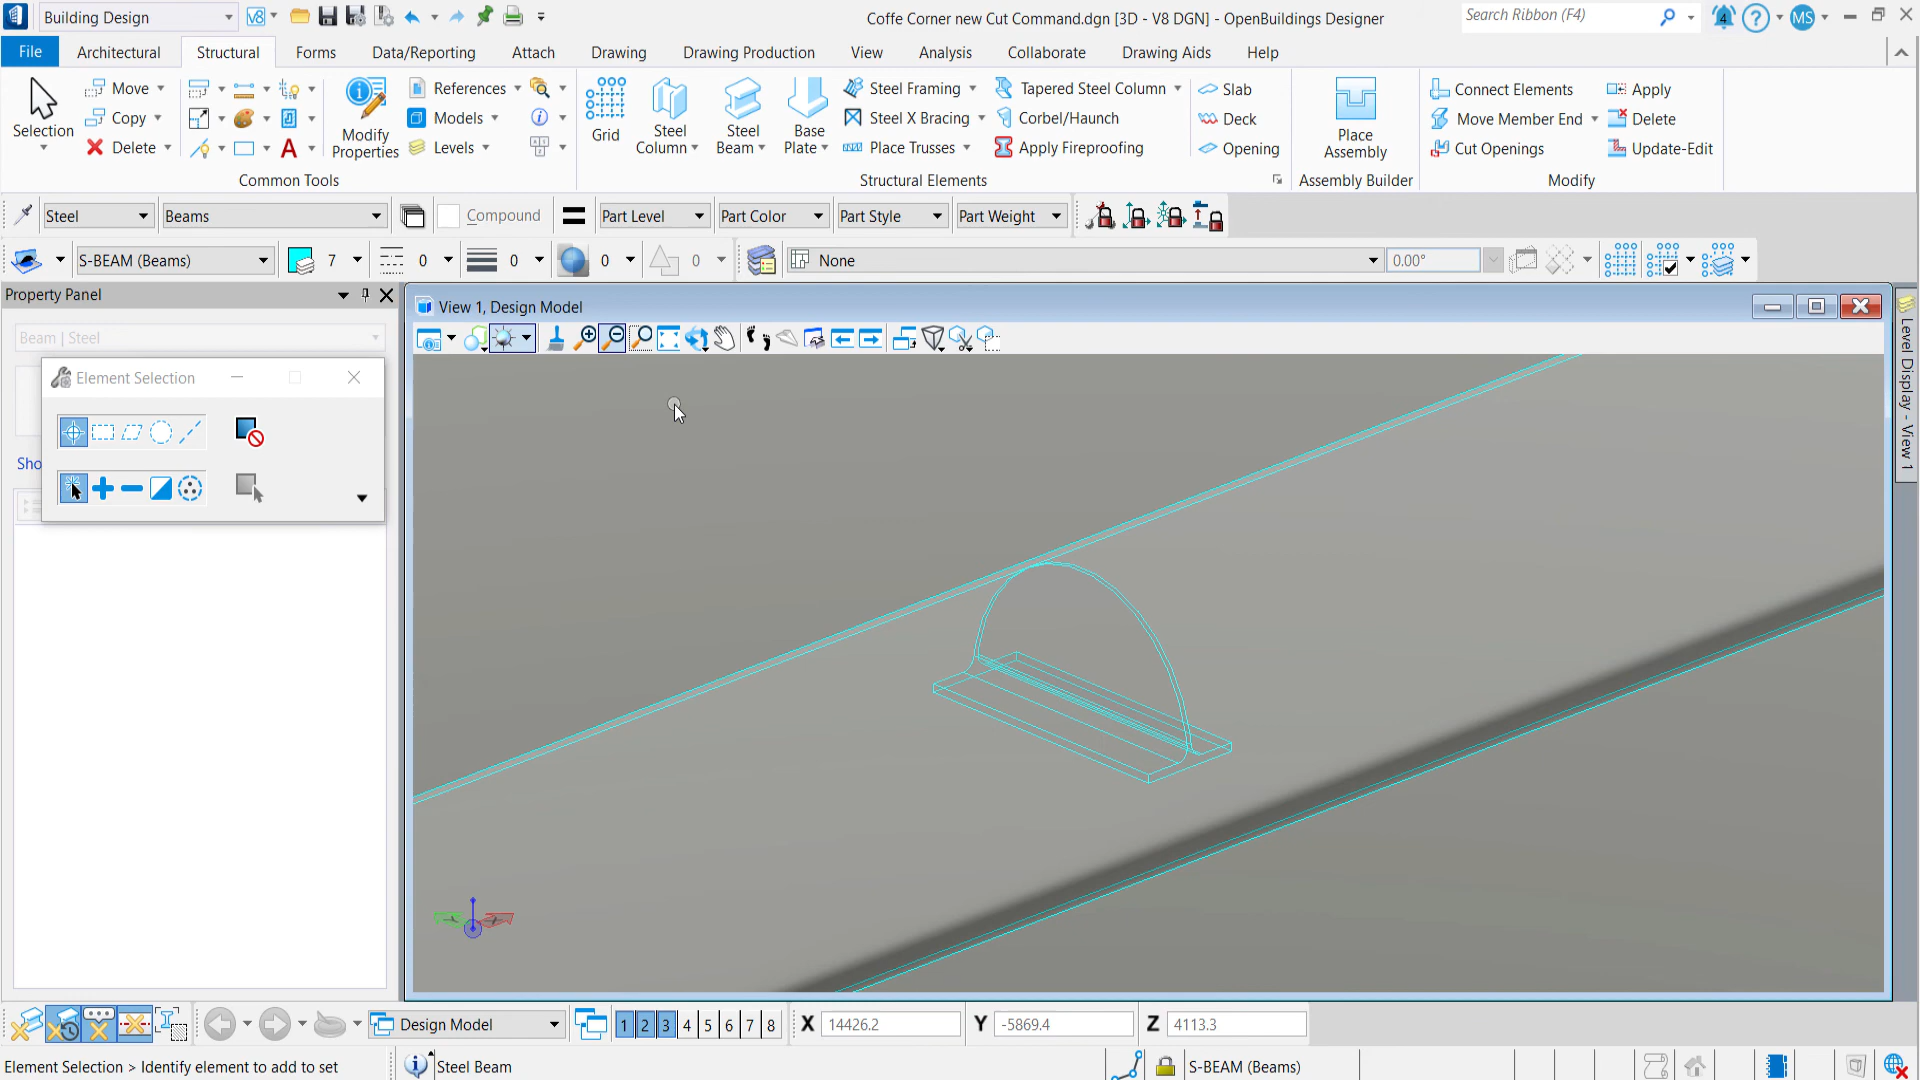 Building Design
V8
Coffe Corner new Cut Command.dgn [3D - V8 DGN] - OpenBuildings Designer
Search Ribbon (F4)
4
MS
File
Architectural
Structural
Forms
Data/Reporting
Attach
Drawing
Drawing Production
View
Analysis
Collaborate
Drawing Aids
Help
Selection
Move
Copy
Delete
Modify
Properties
References
Models
Levels
Common Tools
Grid
Steel
Column
Steel
Beam
Base
Plate
Steel Framing
Steel X Bracing
Place Trusses
Tapered Steel Column
Corbel/Haunch
Apply Fireproofing
Slab
Deck
Opening
Structural Elements
Place
Assembly
Assembly Builder
Connect Elements
Move Member End
Cut Openings
Apply
Delete
Update-Edit
Modify
Steel
Beams
Compound
Part Level
Part Color
Part Style
Part Weight
S-BEAM (Beams)
7
0
0
0
0
None
0.00°
Property Panel
Beam | Steel
Element Selection
Sho
View 1, Design Model
Level Display - View 1
Design Model
1 2 3 4 5 6 7 8
X 14426.2
Y -5869.4
Z 4113.3
Element Selection > Identify element to add to set
Steel Beam
S-BEAM (Beams)